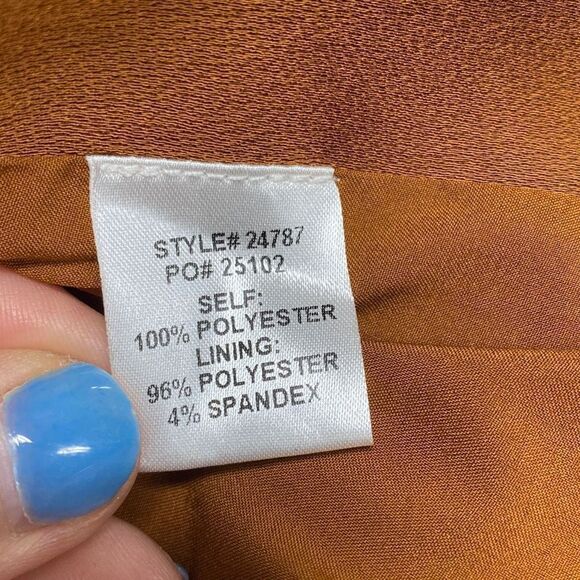 STYLE# 24787
PO# 25102
SELF:
100% POLYESTER
LINING:
96% POLYESTER
4% SPANDEX